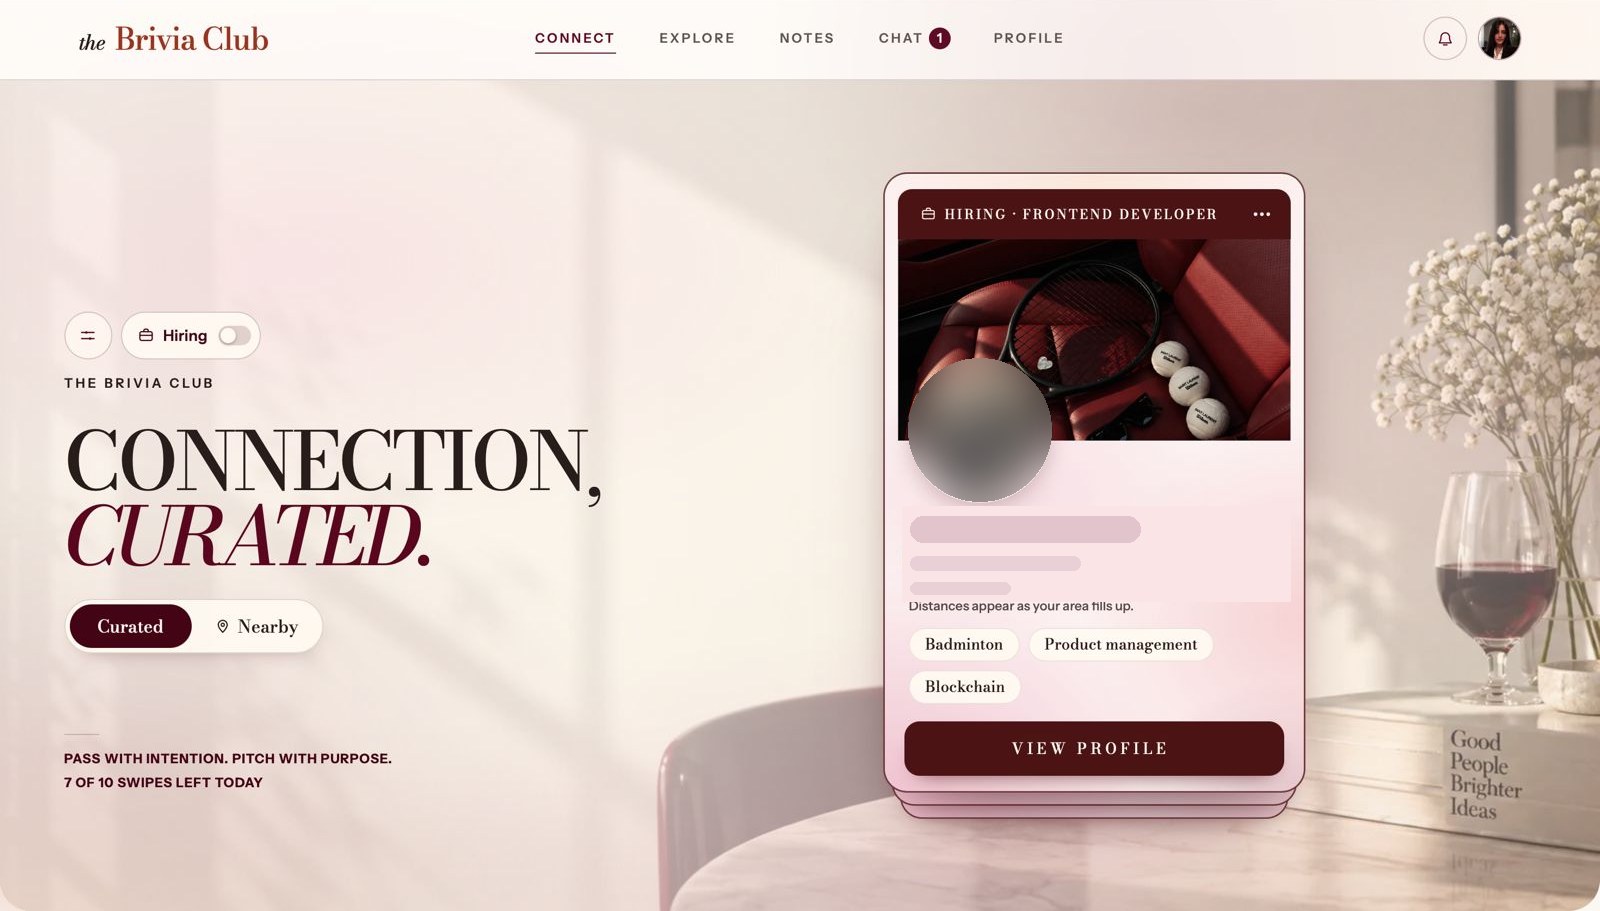 the Brivia Club
CONNECT
EXPLORE
NOTES
CHAT 1
PROFILE
Hiring
THE BRIVIA CLUB
CONNECTION,
CURATED.
Curated
Nearby
PASS WITH INTENTION. PITCH WITH PURPOSE.
7 OF 10 SWIPES LEFT TODAY
HIRING · FRONTEND DEVELOPER
Distances appear as your area fills up.
Badminton
Product management
Blockchain
VIEW PROFILE
Good
People
Brighter
Ideas